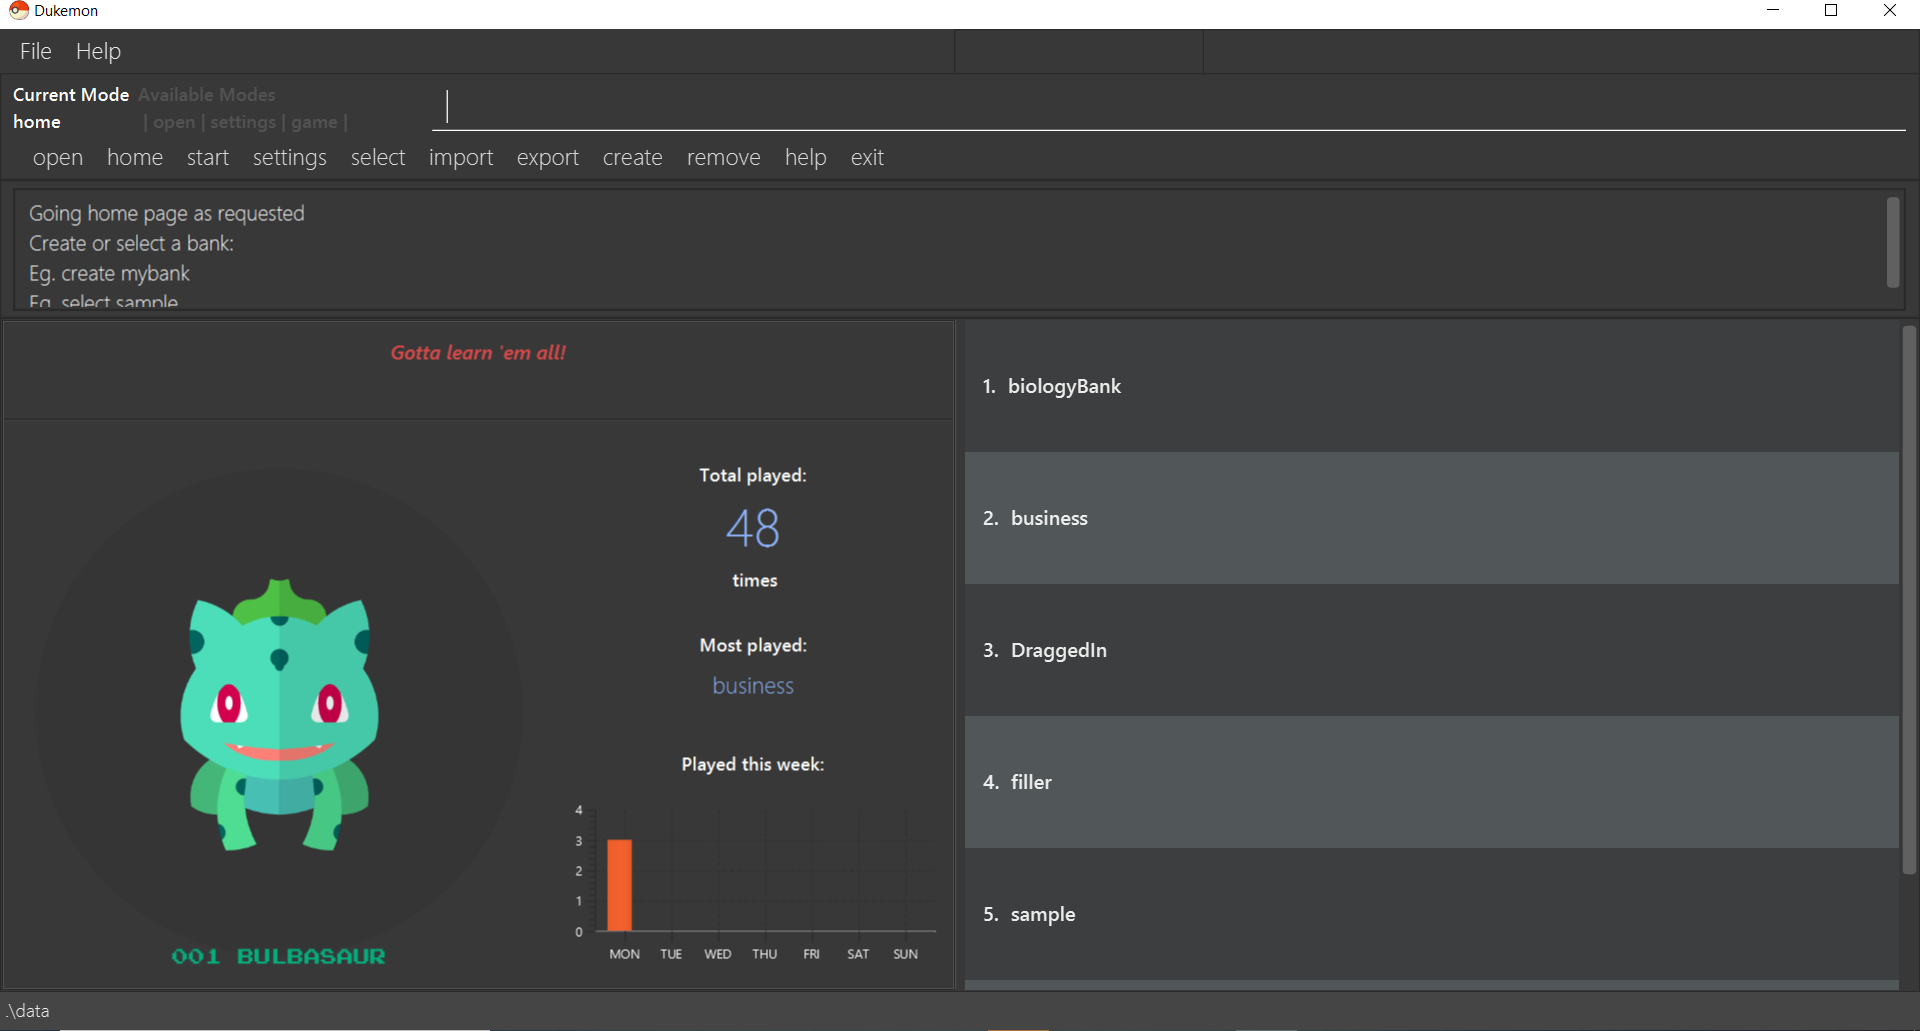 Dukemon
File Help
Current Mode Available Modes
home | open | settings | game |
open home start settings select import export create remove help exit
Going home page as requested
Create or select a bank:
Eg. create mybank
Eg. select sample
Gotta learn `em all!
1. biologyBank
Total played:
48
times
2. business
Most played:
business
3. DraggedIn
Played this week:
4. filler
4
3
2
1
0
MON TUE WED THU FRI SAT SUN
5. sample
001 BULBASAUR
.\data